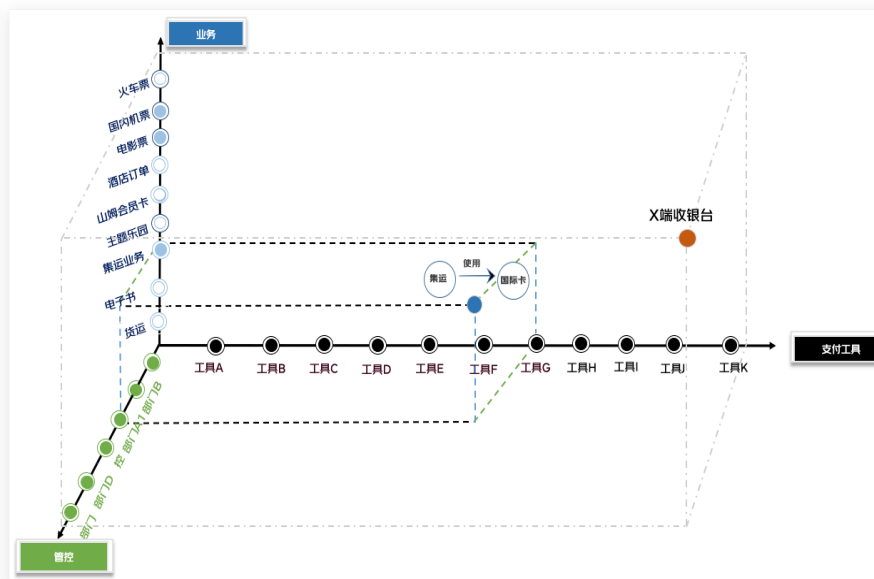 业务
火车票
国内机票
电影票
酒店订单
山姆会员卡
主题乐园
集运业务
电子书
货运
X端收银台
使用
集运
国际卡
支付工具
工具A
工具B
工具C
工具D
工具E
工具F
工具G
工具H
工具I
工具J
工具K
部门B
部门A1
控
部门D
部门
管控